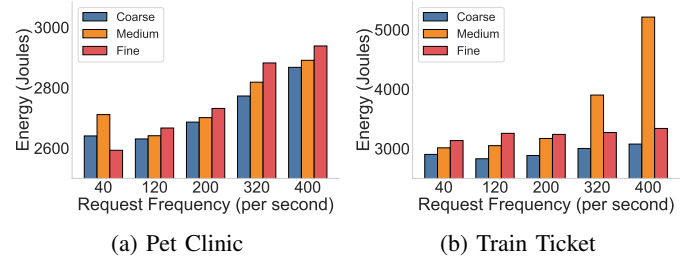 Energy (Joules)
3000
2800
2600
Coarse
Medium
Fine
40 120 200 320 400
Request Frequency (per second)
(a) Pet Clinic
Energy (Joules)
5000
4000
3000
Coarse
Medium
Fine
40 120 200 320 400
Request Frequency (per second)
(b) Train Ticket